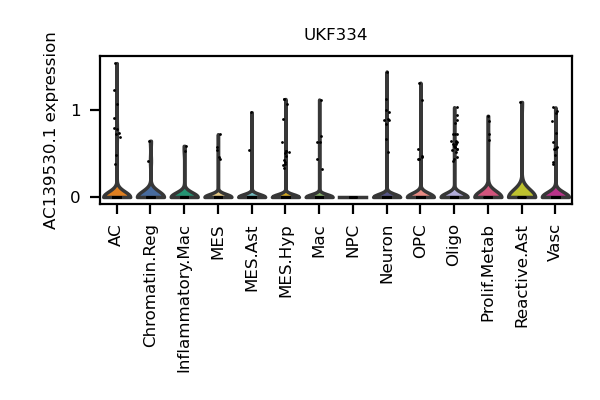 UKF334
AC139530.1 expression
1
0
AC
Chromatin.Reg
Inflammatory.Mac
MES
MES.Ast
MES.Hyp
Mac
NPC
Neuron
OPC
Oligo
Prolif.Metab
Reactive.Ast
Vasc